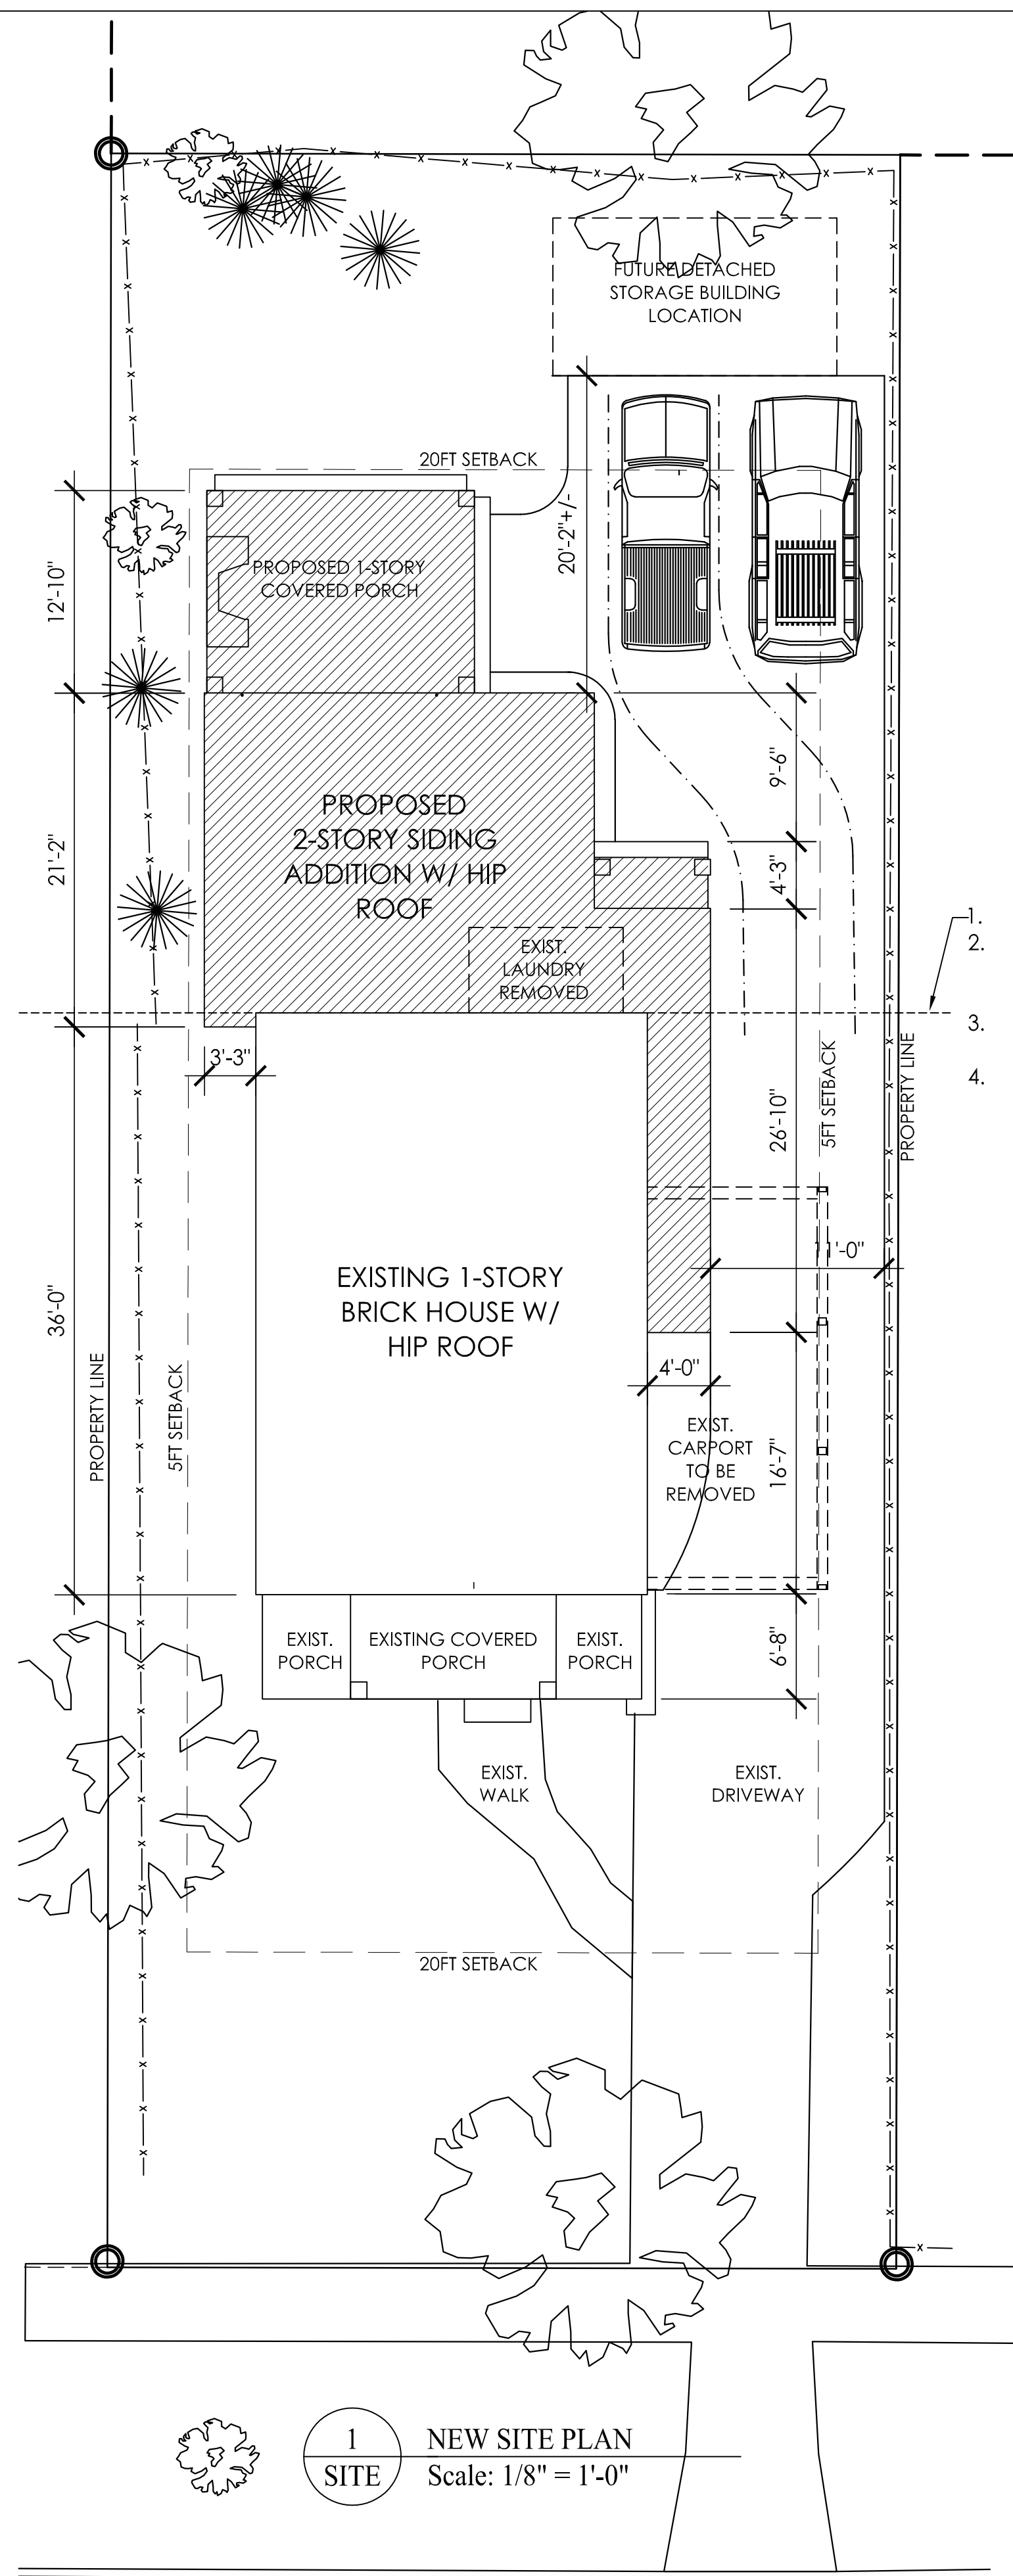 FUTURE DETACHED
STORAGE BUILDING
LOCATION
20FT SETBACK
20'-2"+/-
12'-10"
PROPOSED 1-STORY
COVERED PORCH
9'-6"
21'-2"
PROPOSED
2-STORY SIDING
ADDITION W/ HIP
ROOF
4'-3"
EXIST.
LAUNDRY
REMOVED
1.
2.
3.
4.
3'-3"
26'-10"
5FT SETBACK
PROPERTY LINE
11'-0"
36'-0"
EXISTING 1-STORY
BRICK HOUSE W/
HIP ROOF
PROPERTY LINE
5FT SETBACK
4'-0"
EXIST.
CARPORT
TO BE
REMOVED
16'-7"
EXIST.
PORCH
EXISTING COVERED
PORCH
EXIST.
PORCH
6'-8"
EXIST.
WALK
EXIST.
DRIVEWAY
20FT SETBACK
1
SITE
NEW SITE PLAN
Scale: 1/8" = 1'-0"